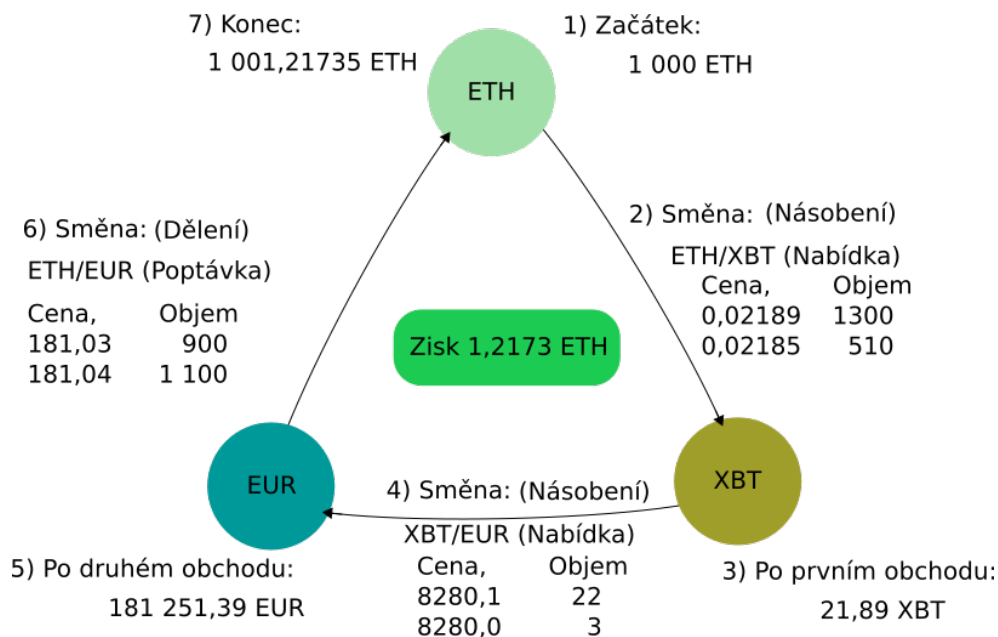 7) Konec:
1 001,21735 ETH
1) Začátek:
1 000 ETH
ETH
6) Směna: (Dělení)
ETH/EUR (Poptávka)
Cena, Objem
181,03 900
181,04 1 100
2) Směna: (Násobení)
ETH/XBT (Nabídka)
Cena, Objem
0,02189 1300
0,02185 510
Zisk 1,2173 ETH
EUR
XBT
4) Směna: (Násobení)
XBT/EUR (Nabídka)
Cena, Objem
8280,1 22
8280,0 3
5) Po druhém obchodu:
181 251,39 EUR
3) Po prvním obchodu:
21,89 XBT